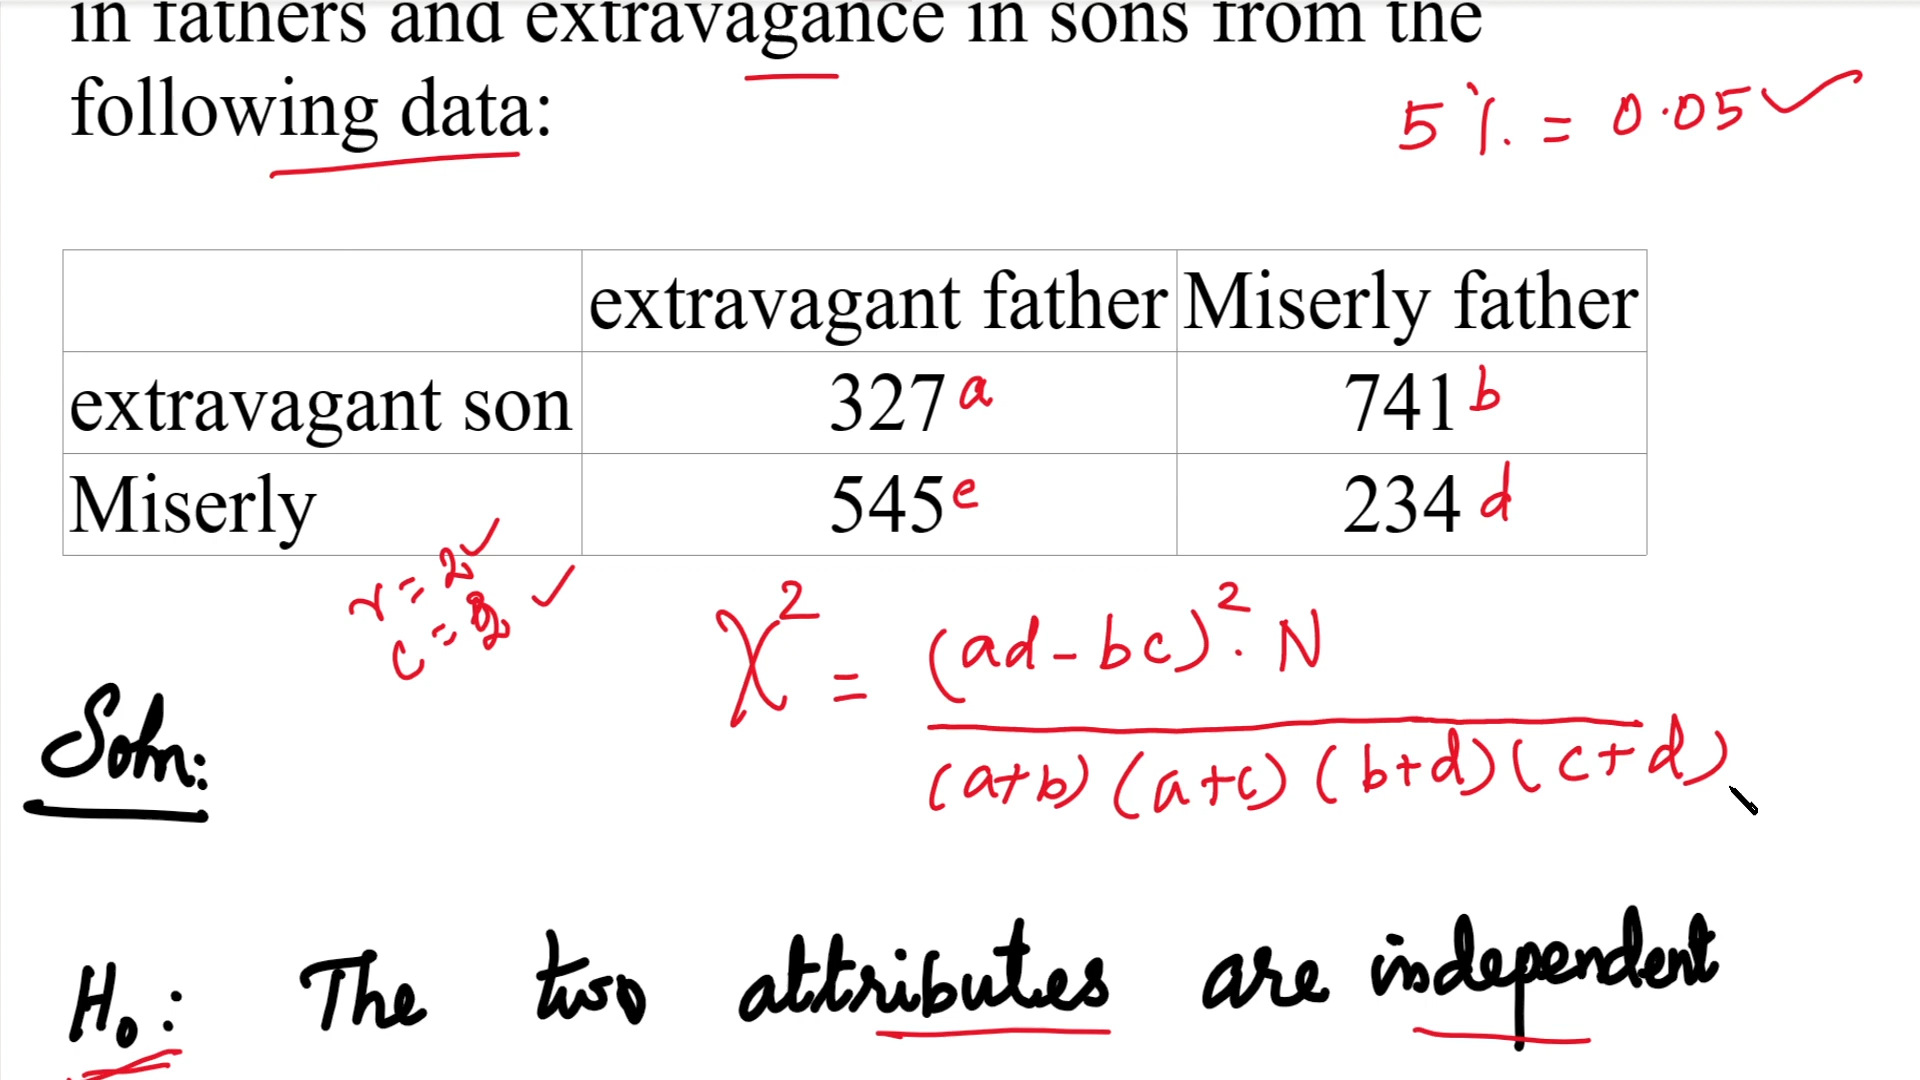 in fathers and extravagance in sons from the
following data:
5 % = 0.05
extravagant father Miserly father
extravagant son 327 a 741 b
Miserly 545 c 234 d
r = 2
c = 2
χ² = (ad - bc)² . N
(a+b) (a+c) (b+d) (c+d)
Soln:
H₀: The two attributes are independent